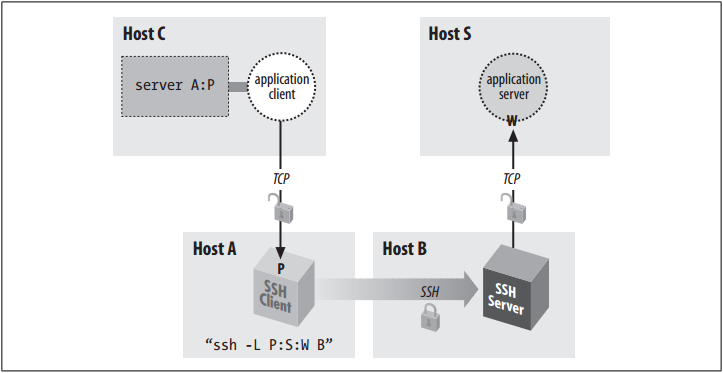 Host C
server A:P
application
client
Host S
application
server
W
TCP
TCP
Host A
P
SSH
Client
"ssh -L P:S:W B"
Host B
SSH
SSH
Server